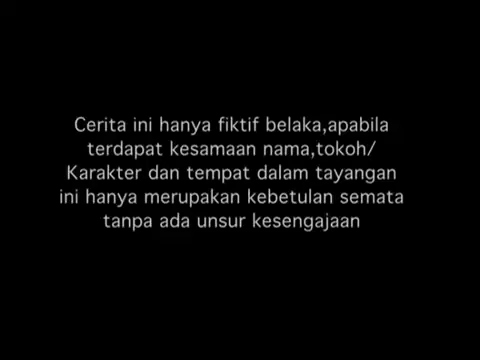 Cerita ini hanya fiktif belaka,apabila
terdapat kesamaan nama,tokoh/
Karakter dan tempat dalam tayangan
ini hanya merupakan kebetulan semata
tanpa ada unsur kesengajaan